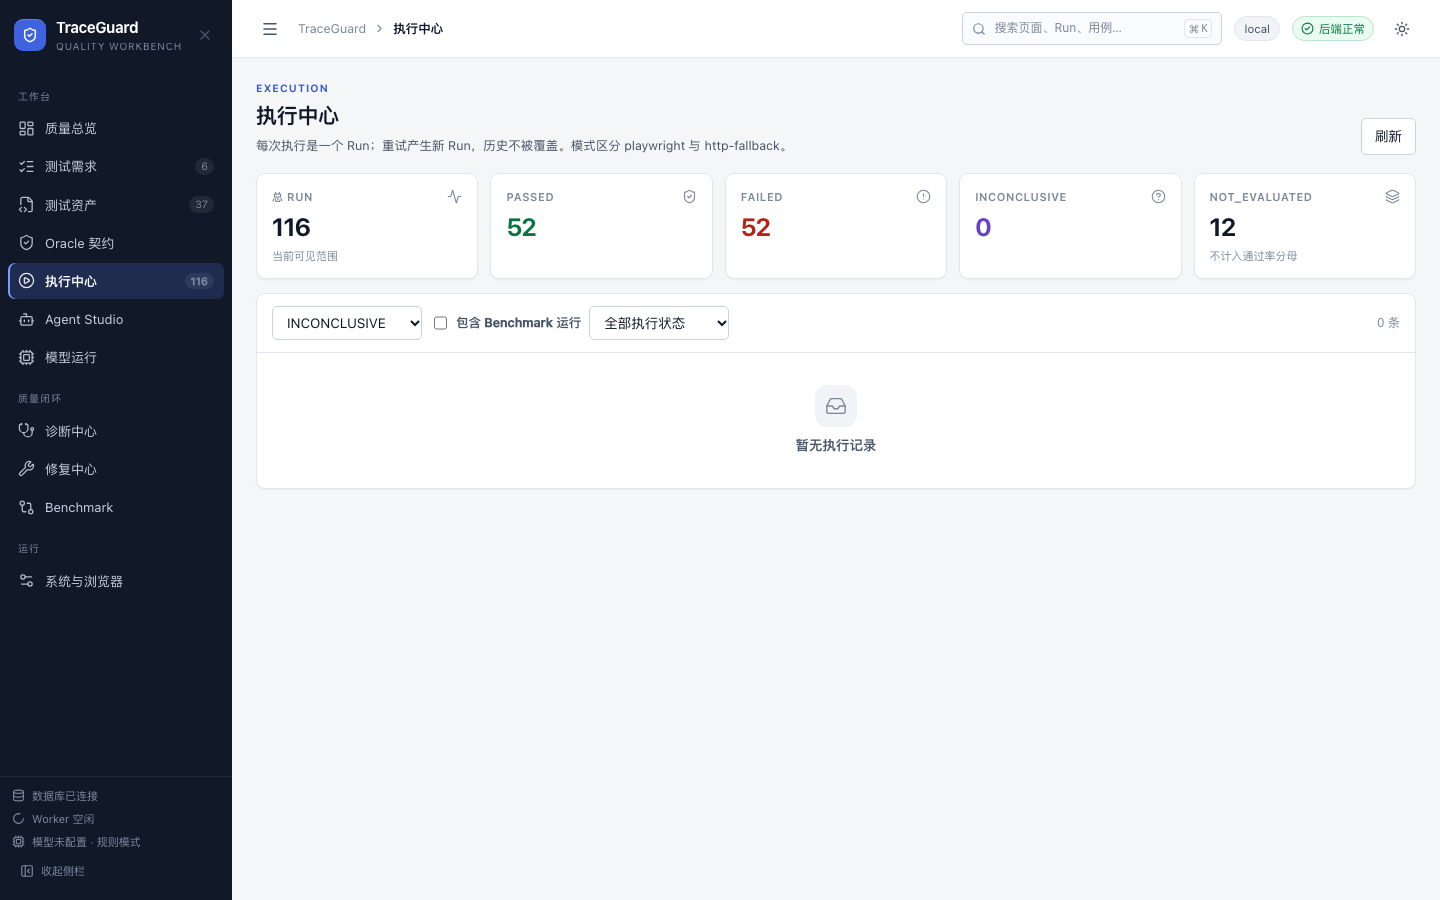 TraceGuard
QUALITY WORKBENCH
工作台
质量总览
测试需求 6
测试资产 37
Oracle 契约
执行中心 116
Agent Studio
模型运行
质量闭环
诊断中心
修复中心
Benchmark
运行
系统与浏览器
数据库已连接
Worker 空闲
模型未配置 · 规则模式
收起侧栏
TraceGuard > 执行中心
搜索页面、Run、用例... ⌘ K
local
后端正常
EXECUTION
执行中心
每次执行是一个 Run；重试产生新 Run，历史不被覆盖。模式区分 playwright 与 http-fallback。
刷新
总 RUN
116
当前可见范围
PASSED
52
FAILED
52
INCONCLUSIVE
0
NOT_EVALUATED
12
不计入通过率分母
INCONCLUSIVE 包含 Benchmark 运行 全部执行状态 0 条
暂无执行记录